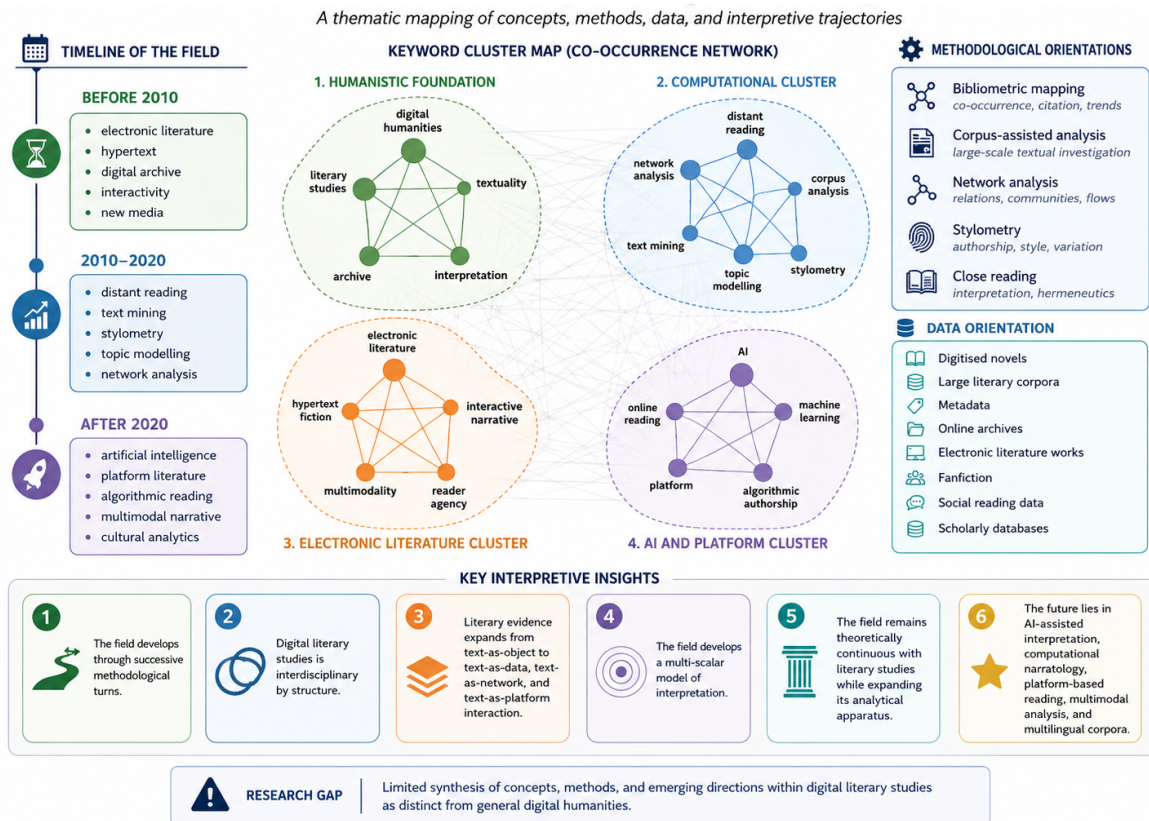 A thematic mapping of concepts, methods, data, and interpretive trajectories
TIMELINE OF THE FIELD
BEFORE 2010
electronic literature
hypertext
digital archive
interactivity
new media
2010–2020
distant reading
text mining
stylometry
topic modelling
network analysis
AFTER 2020
artificial intelligence
platform literature
algorithmic reading
multimodal narrative
cultural analytics
KEYWORD CLUSTER MAP (CO-OCCURRENCE NETWORK)
1. HUMANISTIC FOUNDATION
digital
humanities
literary
studies
textuality
archive
interpretation
2. COMPUTATIONAL CLUSTER
distant
reading
network
analysis
corpus
analysis
text mining
topic
modelling
stylometry
electronic
literature
hypertext
fiction
interactive
narrative
multimodality
reader
agency
3. ELECTRONIC LITERATURE CLUSTER
AI
online
reading
machine
learning
platform
algorithmic
authorship
4. AI AND PLATFORM CLUSTER
METHODOLOGICAL ORIENTATIONS
Bibliometric mapping
co-occurrence, citation, trends
Corpus-assisted analysis
large-scale textual investigation
Network analysis
relations, communities, flows
Stylometry
authorship, style, variation
Close reading
interpretation, hermeneutics
DATA ORIENTATION
Digitised novels
Large literary corpora
Metadata
Online archives
Electronic literature works
Fanfiction
Social reading data
Scholarly databases
KEY INTERPRETIVE INSIGHTS
1
The field develops
through successive
methodological
turns.
2
Digital literary
studies is
interdisciplinary
by structure.
3
Literary evidence
expands from
text-as-object to
text-as-data, text-
as-network, and
text-as-platform
interaction.
4
The field develops
a multi-scalar
model of
interpretation.
5
The field remains
theoretically
continuous with
literary studies
while expanding
its analytical
apparatus.
6
The future lies in
AI-assisted
interpretation,
computational
narratology,
platform-based
reading, multimodal
analysis, and
multilingual corpora.
RESEARCH GAP
Limited synthesis of concepts, methods, and emerging directions within digital literary studies
as distinct from general digital humanities.